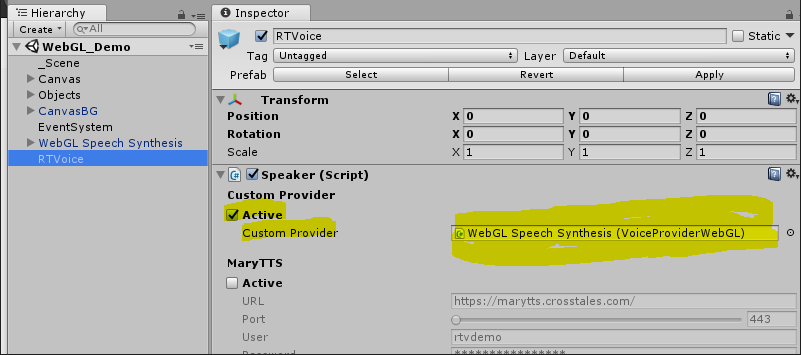 Hierarchy
Create
All
WebGL_Demo
_Scene
Canvas
Objects
CanvasBG
EventSystem
WebGL Speech Synthesis
RTVoice
Inspector
RTVoice Static
Tag Untagged Layer Default
Prefab Select Revert Apply
Transform
Position X 0 Y 0 Z 0
Rotation X 0 Y 0 Z 0
Scale X 1 Y 1 Z 1
Speaker (Script)
Custom Provider
Active
Custom Provider WebGL Speech Synthesis (VoiceProviderWebGL)
MaryTTS
Active
URL https://marytts.crosstales.com/
Port 443
User rtvdemo
Password ****************